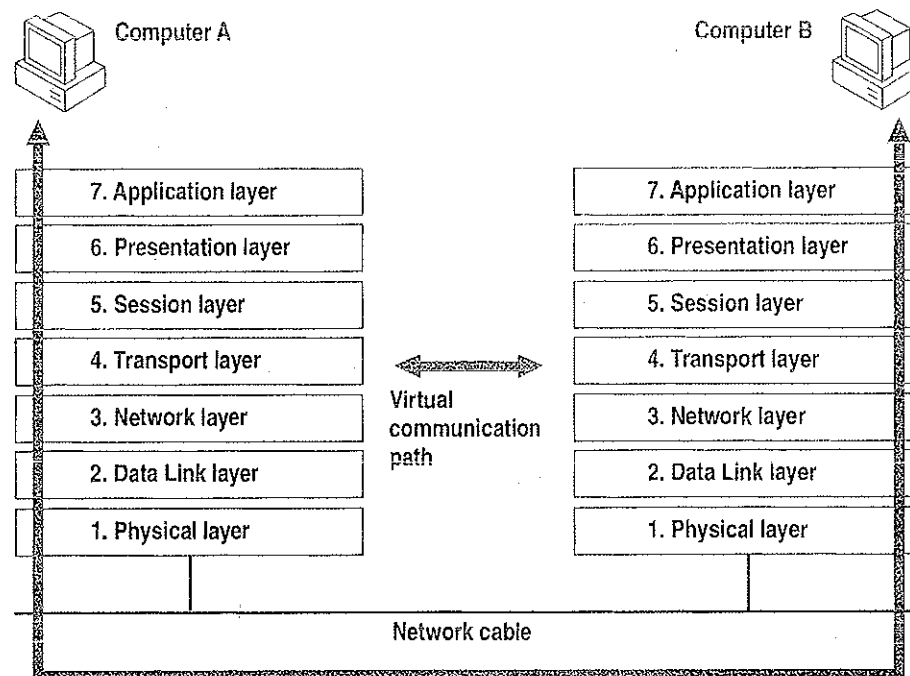 Computer A
Computer B
7. Application layer
6. Presentation layer
5. Session layer
4. Transport layer
3. Network layer
2. Data Link layer
1. Physical layer
Virtual
communication
path
7. Application layer
6. Presentation layer
5. Session layer
4. Transport layer
3. Network layer
2. Data Link layer
1. Physical layer
Network cable